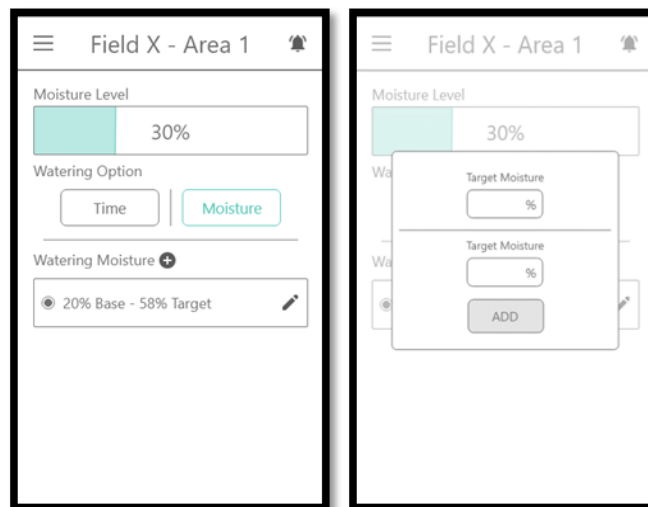 Field X - Area 1
Moisture Level
30%
Watering Option
Time
Moisture
Watering Moisture
20% Base - 58% Target
Field X - Area 1
Moisture Level
30%
Wa
Target Moisture
%
Target Moisture
%
Wa
ADD